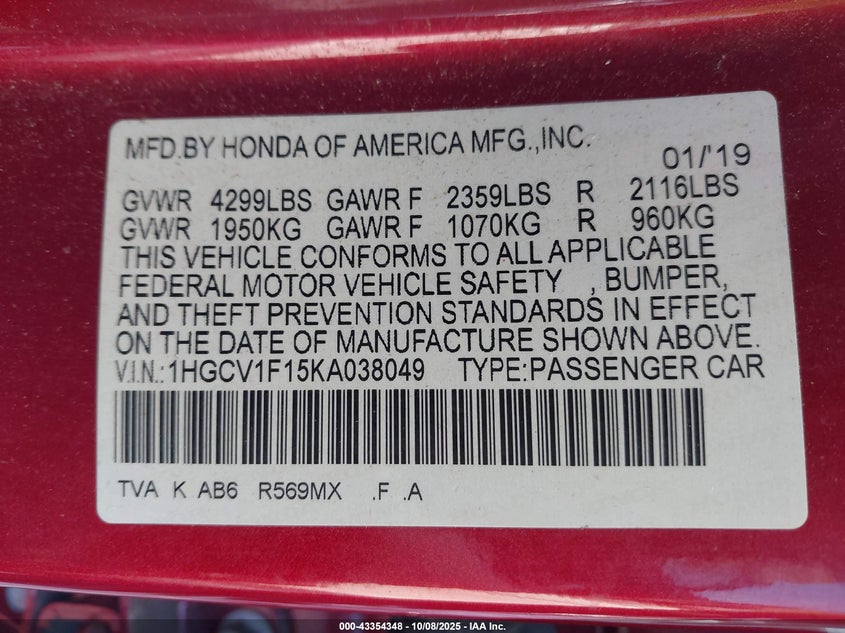 MFD.BY HONDA OF AMERICA MFG.,INC. 01/'19
GVWR 4299LBS GAWR F 2359LBS R 2116LBS
GVWR 1950KG GAWR F 1070KG R 960KG
THIS VEHICLE CONFORMS TO ALL APPLICABLE
FEDERAL MOTOR VEHICLE SAFETY , BUMPER,
AND THEFT PREVENTION STANDARDS IN EFFECT
ON THE DATE OF MANUFACTURE SHOWN ABOVE.
V.I.N.:1HGCV1F15KA038049 TYPE:PASSENGER CAR
TVA K AB6 R569MX .F .A
000-43354348 - 10/08/2025 - IAA Inc.